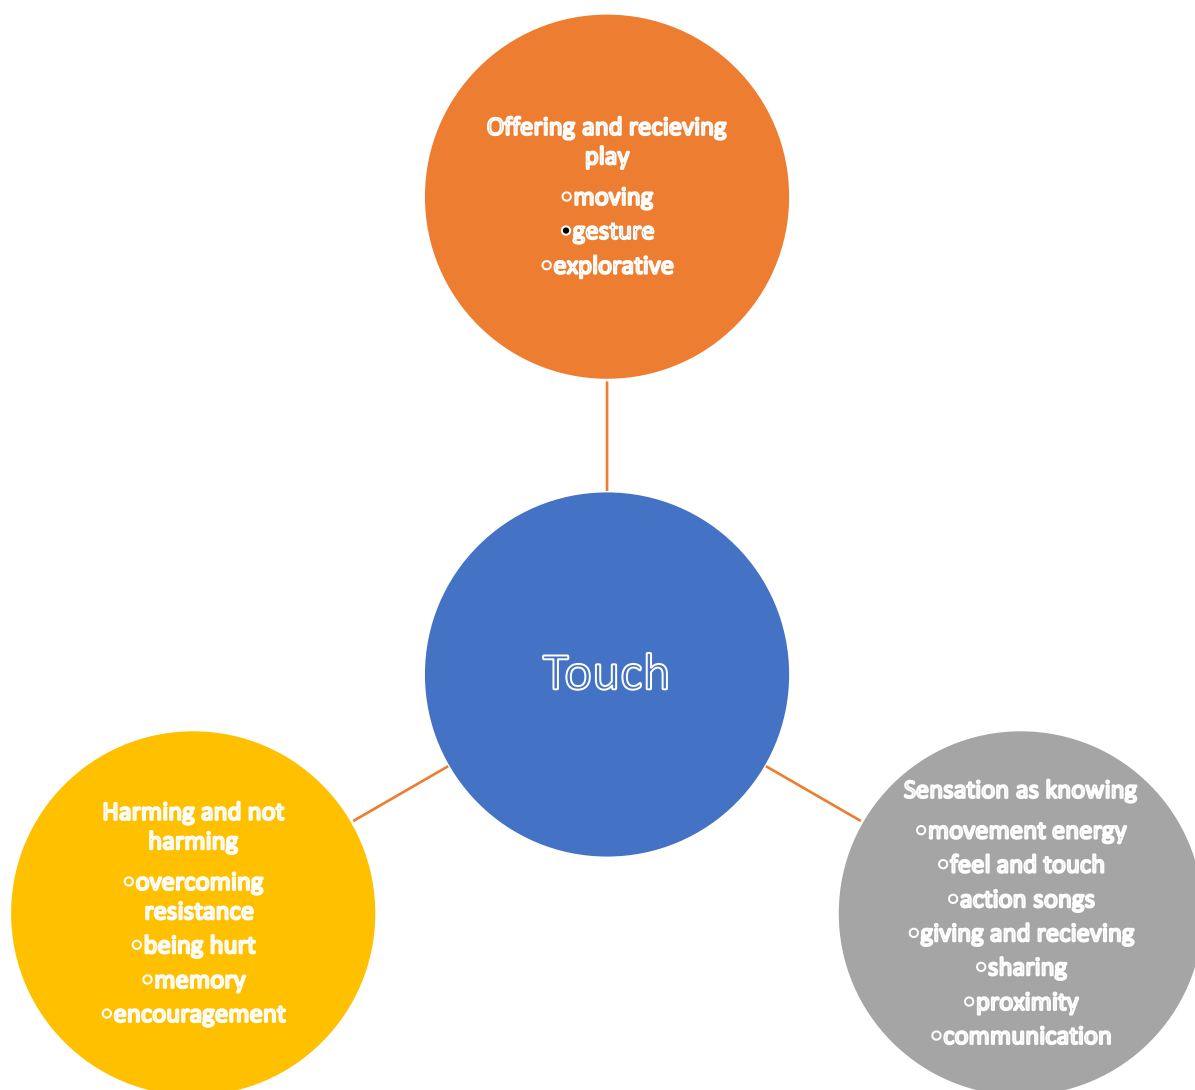 Offering and recieving
play
◦moving
•gesture
◦explorative
Touch
Harming and not
harming
◦overcoming
resistance
◦being hurt
◦memory
◦encouragement
Sensation as knowing
◦movement energy
◦feel and touch
◦action songs
◦giving and recieving
◦sharing
◦proximity
◦communication